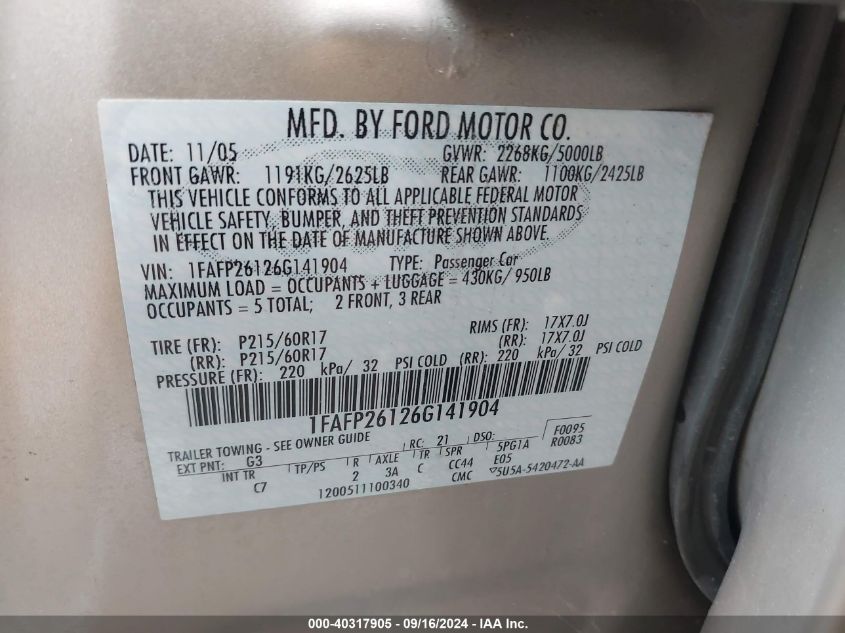 MFD. BY FORD MOTOR CO.
DATE: 11/05 GVWR: 2268KG/5000LB
FRONT GAWR: 1191KG/2625LB REAR GAWR: 1100KG/2425LB
THIS VEHICLE CONFORMS TO ALL APPLICABLE FEDERAL MOTOR
VEHICLE SAFETY, BUMPER, AND THEFT PREVENTION STANDARDS
IN EFFECT ON THE DATE OF MANUFACTURE SHOWN ABOVE.
VIN: 1FAFP26126G141904 TYPE: Passenger Car
MAXIMUM LOAD = OCCUPANTS + LUGGAGE = 430KG/ 950LB
OCCUPANTS = 5 TOTAL; 2 FRONT, 3 REAR
TIRE (FR): P215/60R17 RIMS (FR): 17X7.0J
(RR): P215/60R17 (RR): 17X7.0J
PRESSURE (FR): 220 kPa/ 32 PSI COLD (RR): 220 kPa/ 32 PSI COLD
1FAFP26126G141904
TRAILER TOWING - SEE OWNER GUIDE F0095
EXT PNT: G3 RC: 21 DSO: R0083
INT TR TP/PS R AXLE TR SPR 5PG1A
C7 2 3A C CC44 E05
1200511100340 CMC 5U5A-5420472-AA
000-40317905 - 09/16/2024 - IAA Inc.